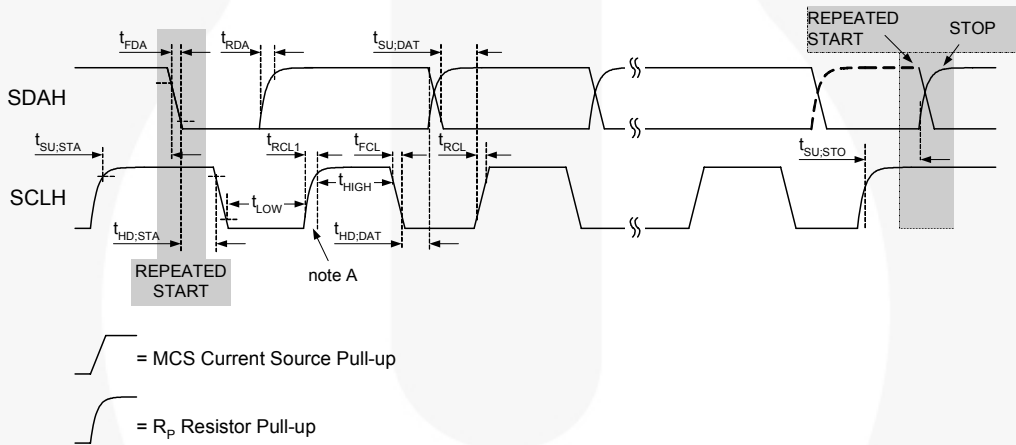 REPEATED
START
STOP
tFDA
tRDA
tSU;DAT
SDAH
tSU;STA
tRCL1
tFCL
tRCL
tSU;STO
tHIGH
SCLH
tLOW
tHD;STA
tHD;DAT
note A
REPEATED
START
= MCS Current Source Pull-up
= RP Resistor Pull-up